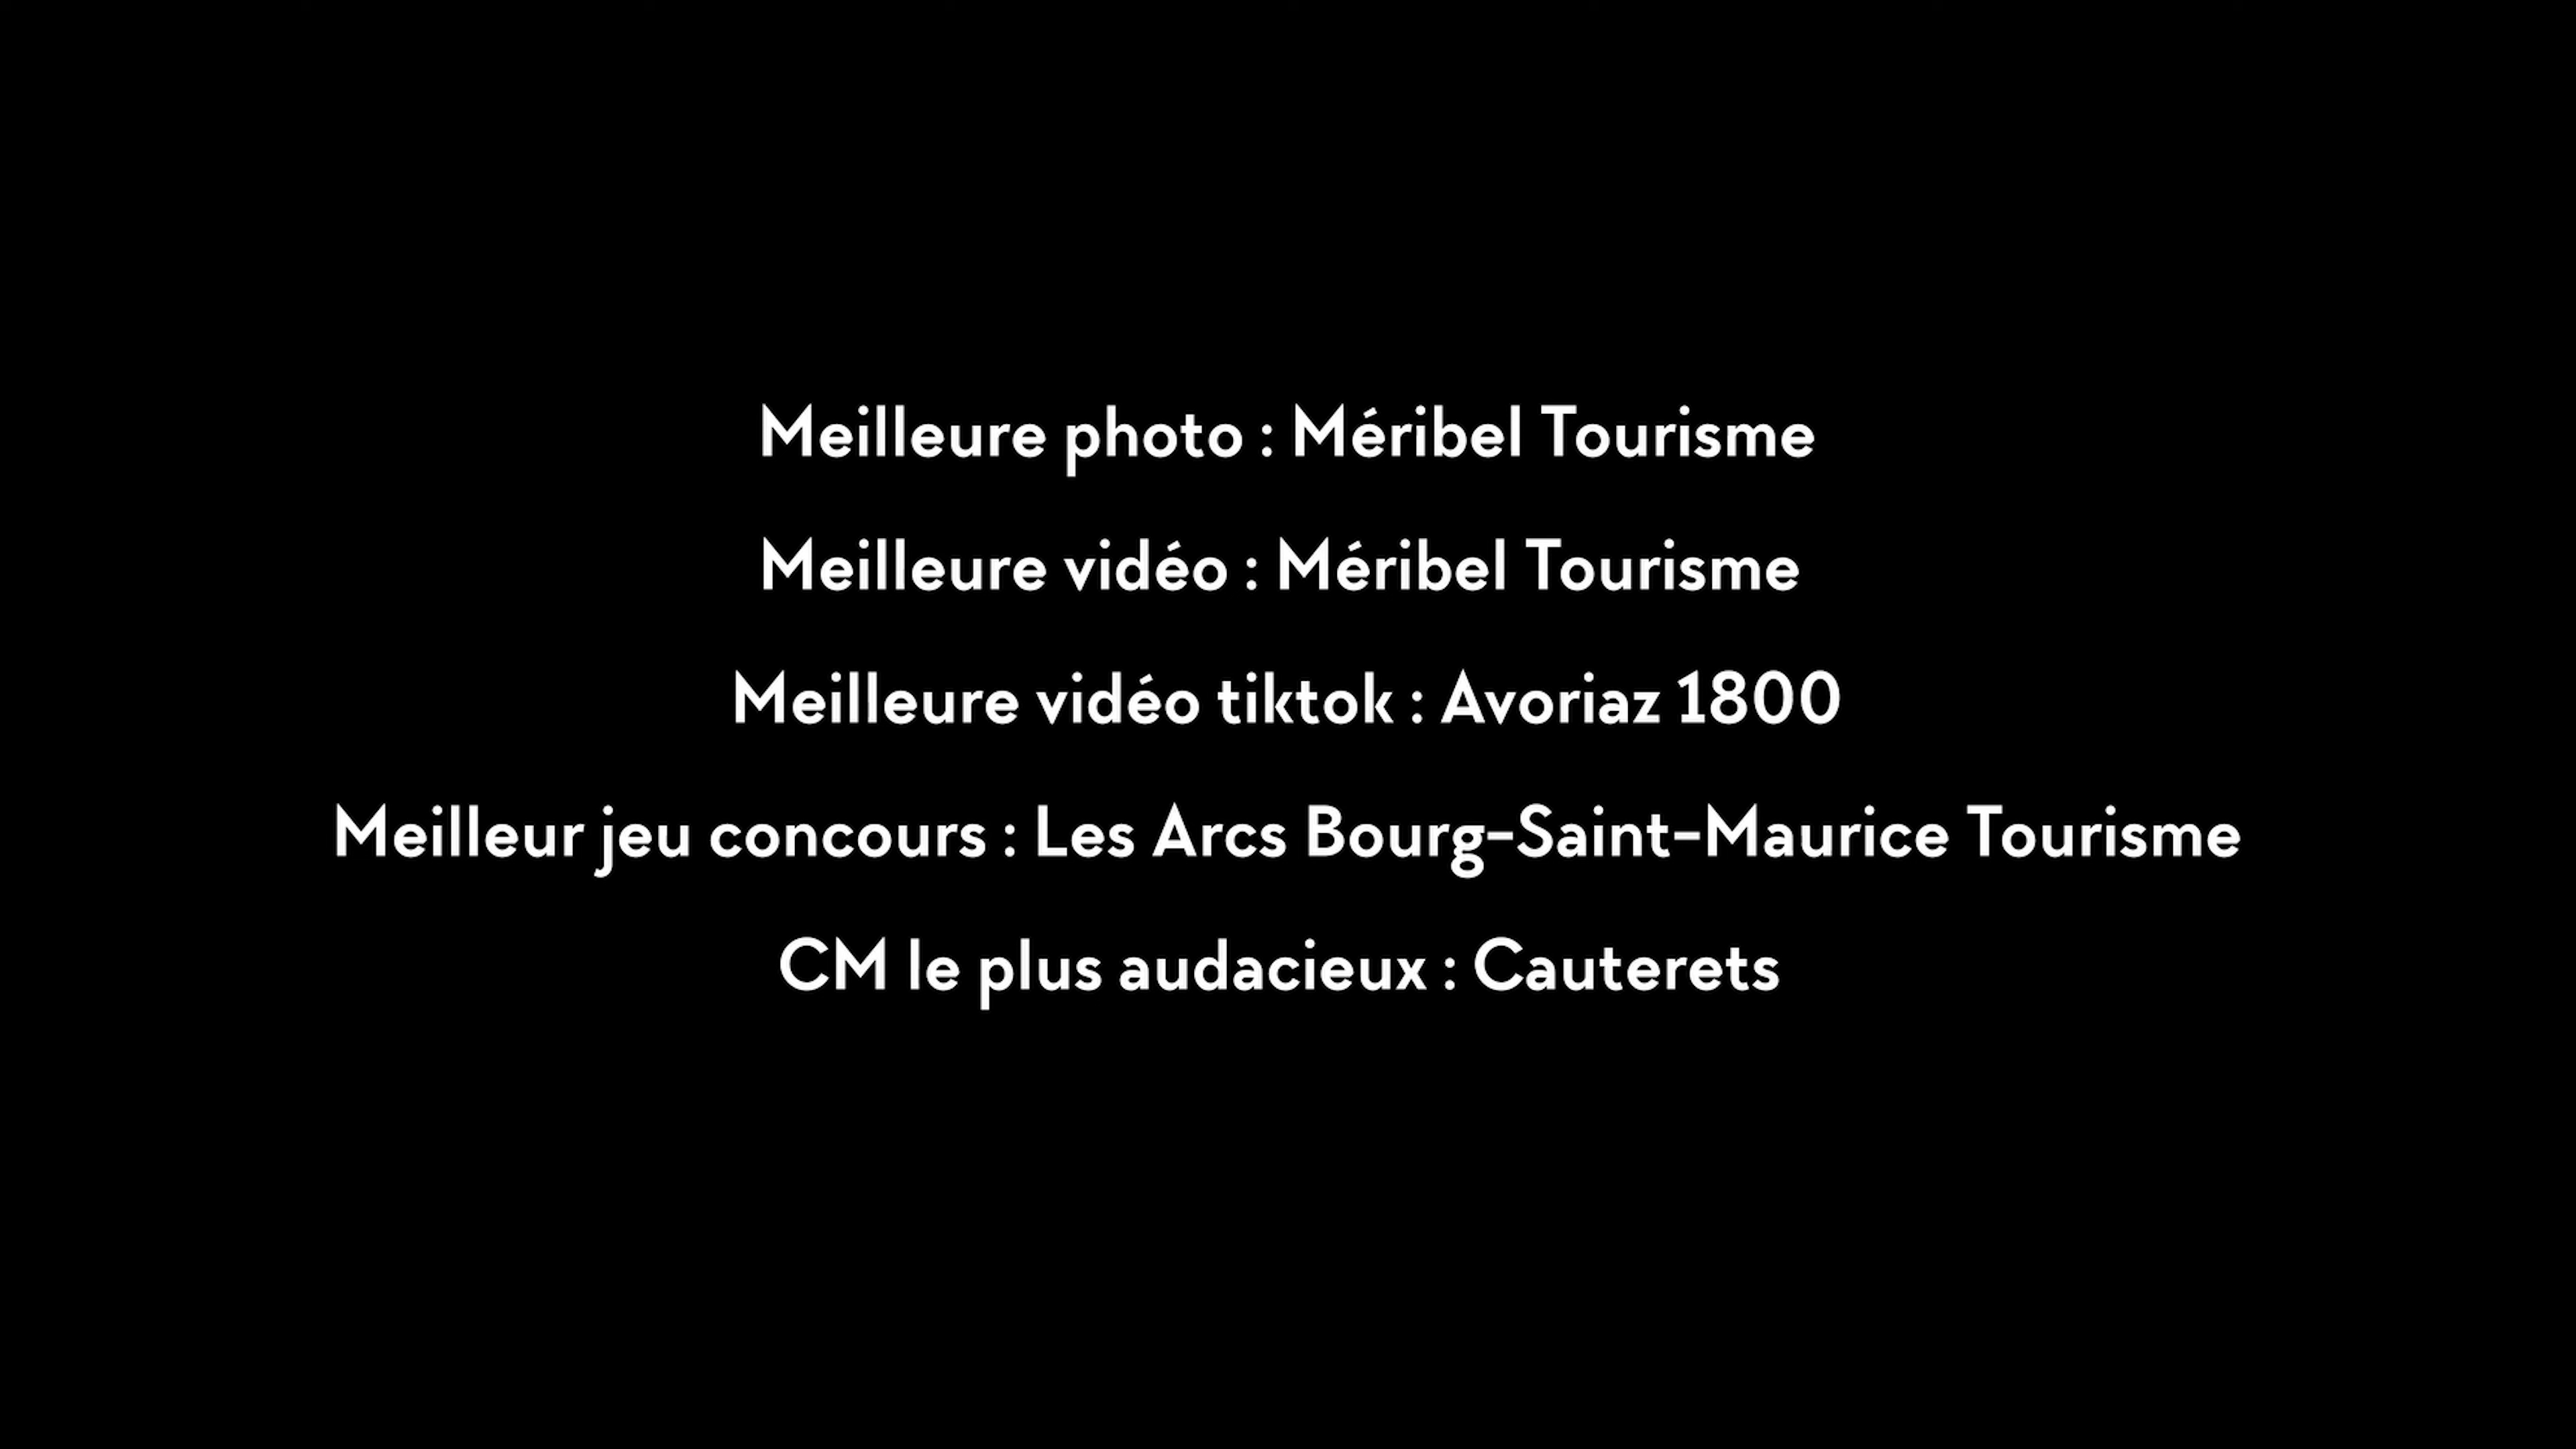 Meilleure photo : Méribel Tourisme
Meilleure vidéo : Méribel Tourisme
Meilleure vidéo tiktok : Avoriaz 1800
Meilleur jeu concours : Les Arcs Bourg-Saint-Maurice Tourisme
CM le plus audacieux : Cauterets